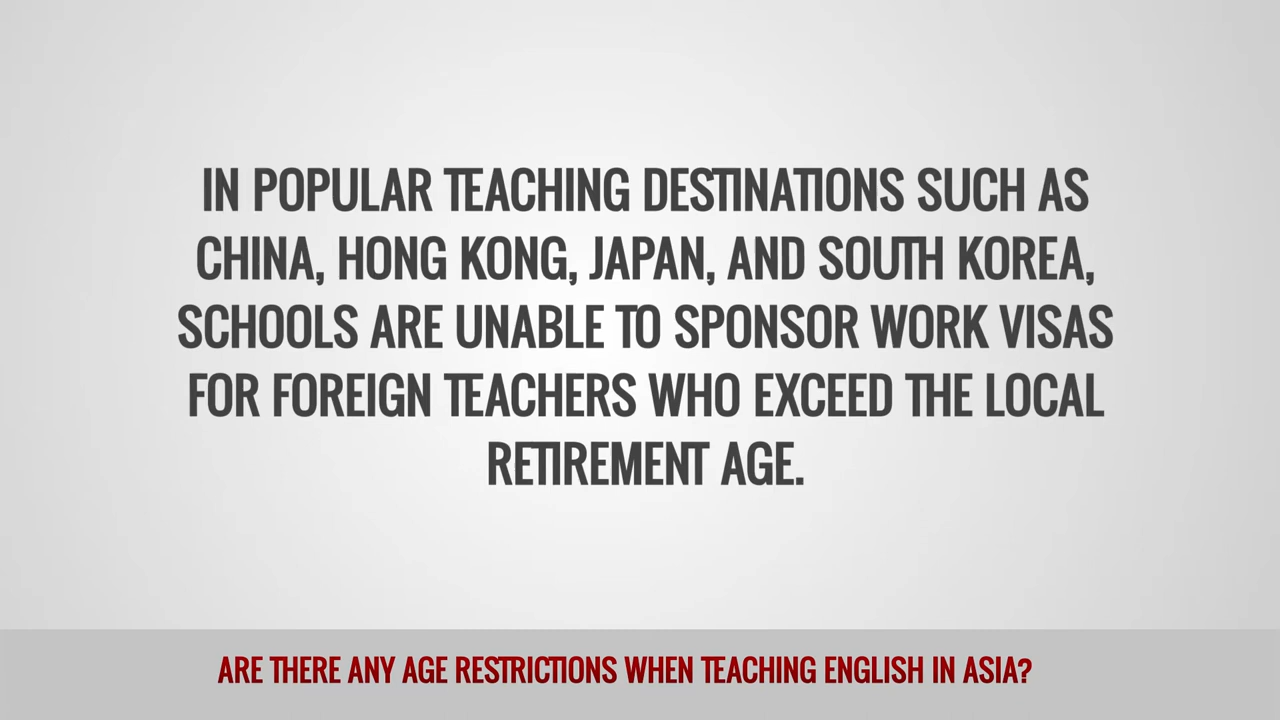 IN POPULAR TEACHING DESTINATIONS SUCH AS
CHINA, HONG KONG, JAPAN, AND SOUTH KOREA,
SCHOOLS ARE UNABLE TO SPONSOR WORK VISAS
FOR FOREIGN TEACHERS WHO EXCEED THE LOCAL
RETIREMENT AGE.
ARE THERE ANY AGE RESTRICTIONS WHEN TEACHING ENGLISH IN ASIA?